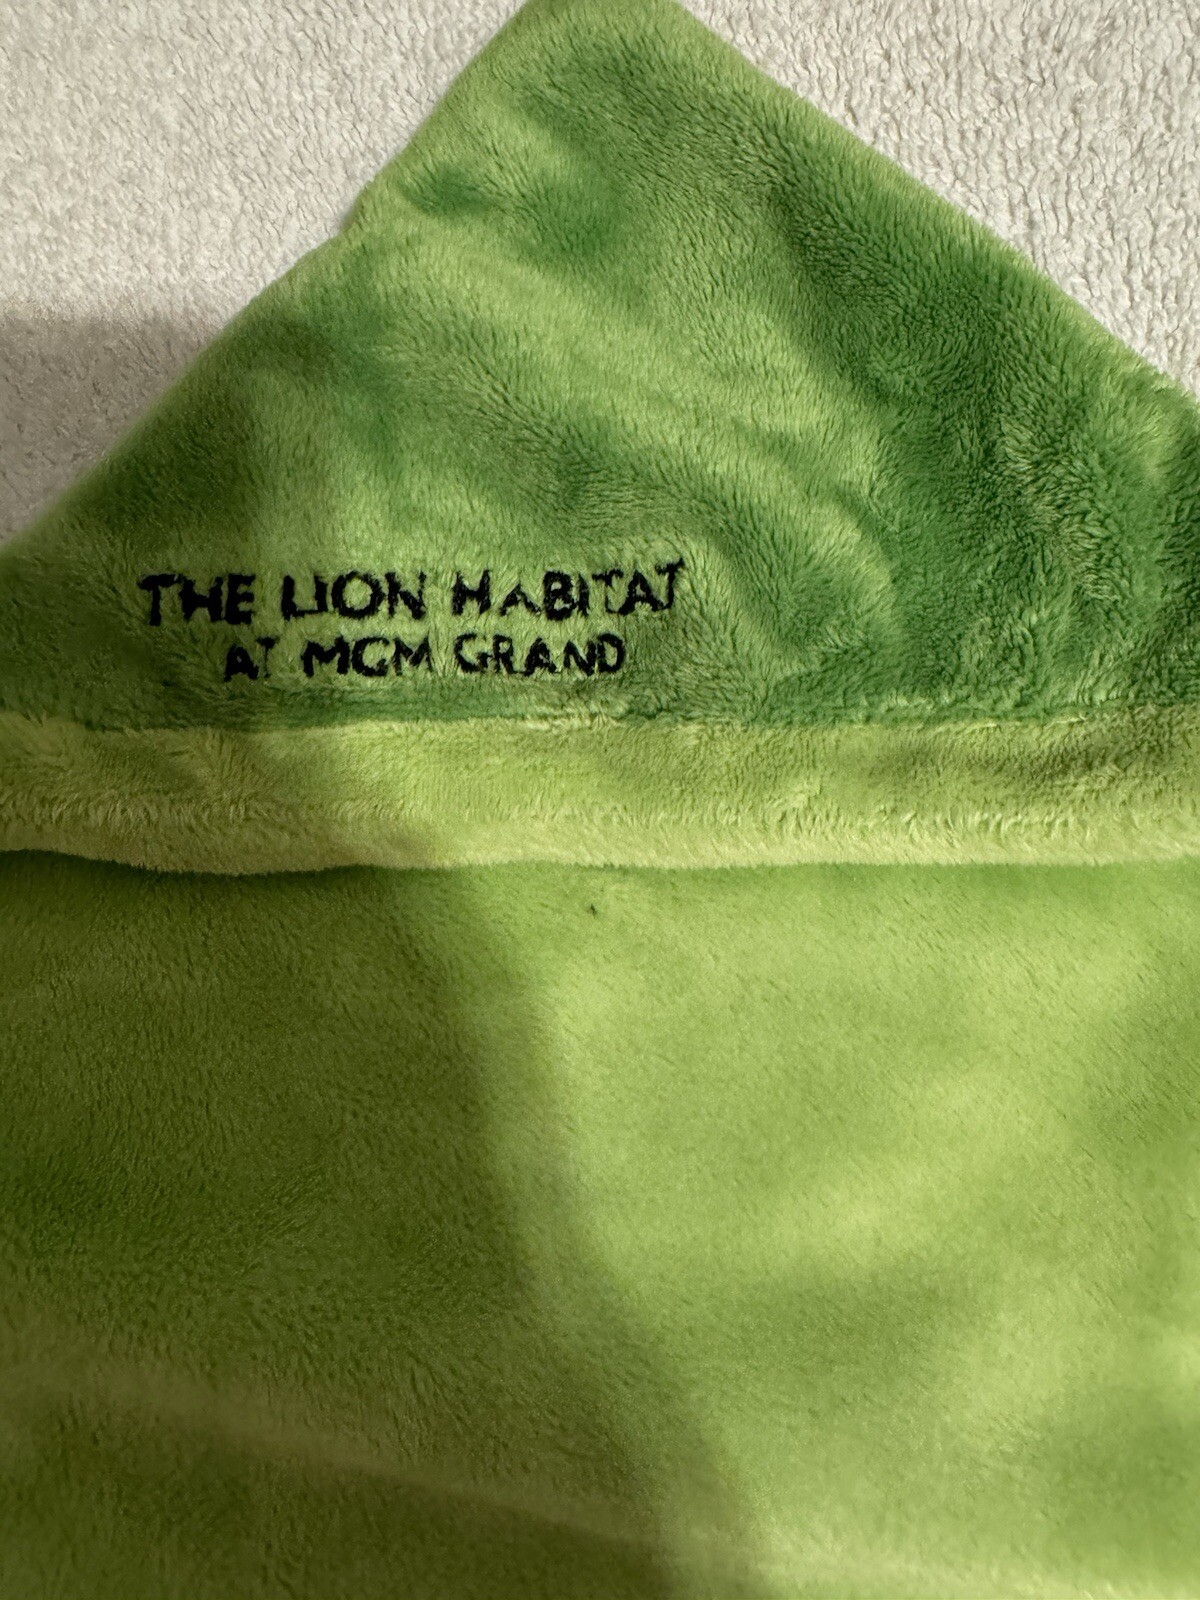 THE LION HABITAT
AT MGM GRAND